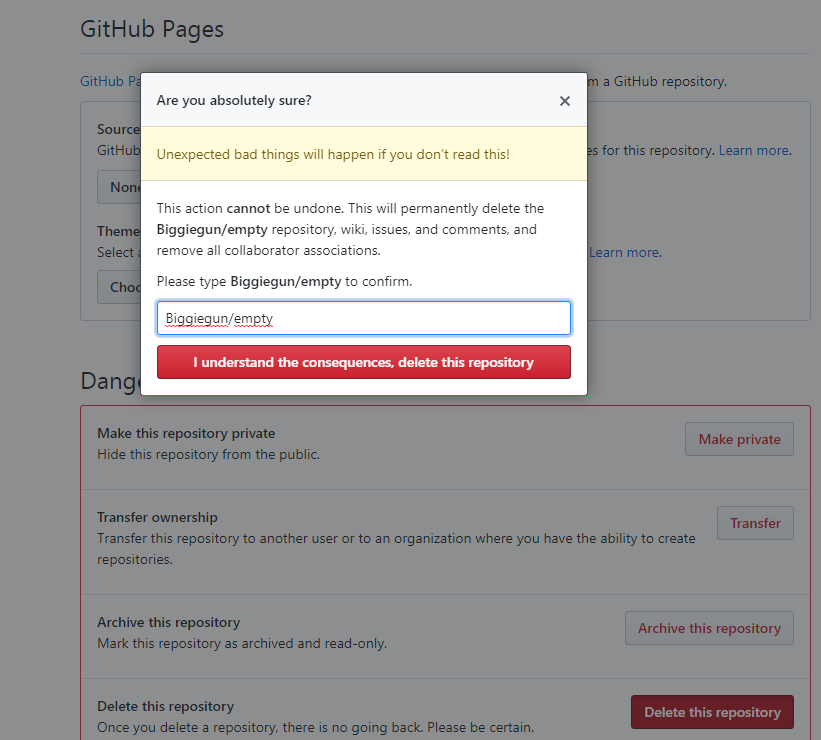 GitHub Pages
GitHub Pa
m a GitHub repository.
Are you absolutely sure?
Unexpected bad things will happen if you don't read this!
Source
GitHub
es for this repository. Learn more.
None
This action cannot be undone. This will permanently delete the
Biggiegun/empty repository, wiki, issues, and comments, and
remove all collaborator associations.
Theme
Select
Learn more.
Please type Biggiegun/empty to confirm.
Choo
Biggiegun/empty
I understand the consequences, delete this repository
Dange
Make this repository private
Hide this repository from the public.
Make private
Transfer ownership
Transfer this repository to another user or to an organization where you have the ability to create
repositories.
Transfer
Archive this repository
Mark this repository as archived and read-only.
Archive this repository
Delete this repository
Once you delete a repository, there is no going back. Please be certain.
Delete this repository